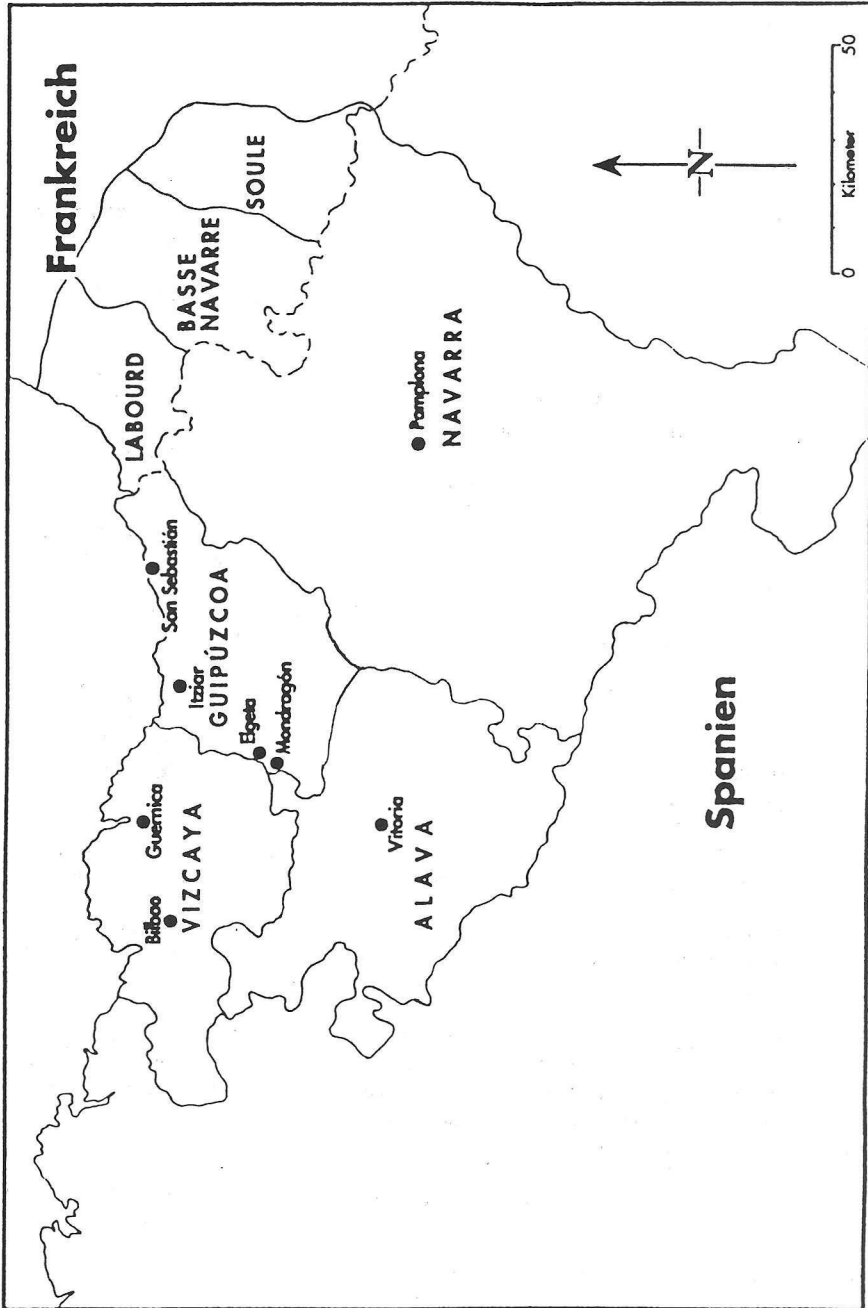 Frankreich
LABOURD
BASSE
NAVARRE
SOULE
San Sebastián
Itziar
GUIPÚZCOA
Elgeta
Mondragón
Guernica
Bilbao
VIZCAYA
Vitoria
ALAVA
Pamplona
NAVARRA
Spanien
–N–
0
50
Kilometer